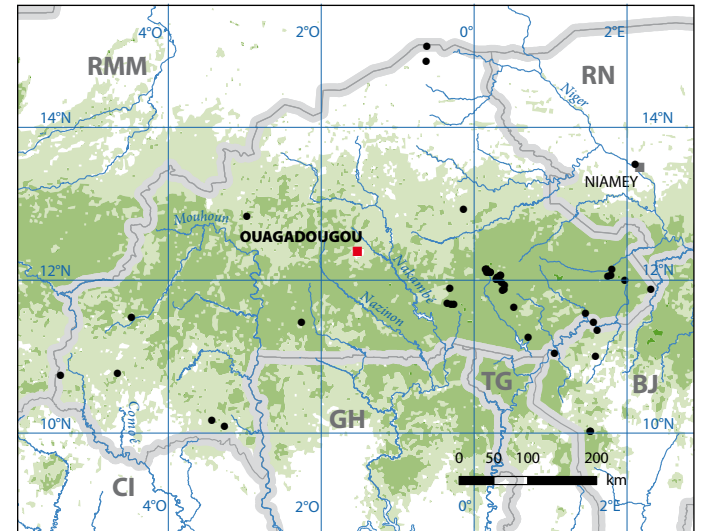 4°O
2°O
0°
2°E
RMM
RN
Niger
14°N
14°N
NIAMEY
Mouhoun
OUAGADOUGOU
Nakambe
12°N
12°N
Nazinon
TG
BJ
GH
Comoé
10°N
10°N
0 50 100 200
km
CI
4°O
2°O
0°
2°E